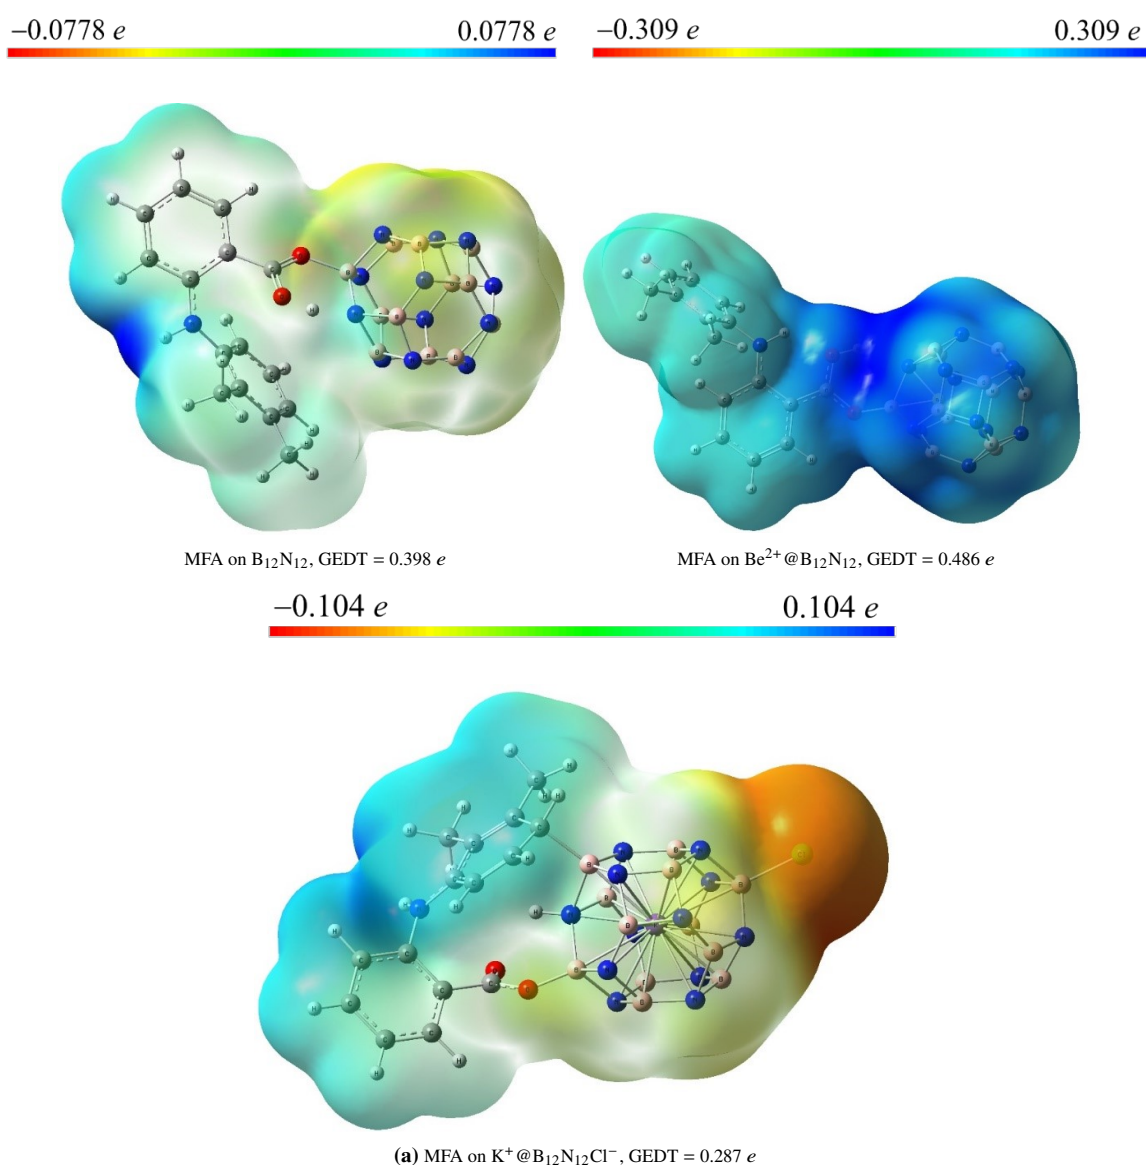 −0.0778 e 0.0778 e −0.309 e 0.309 e
MFA on B₁₂N₁₂, GEDT = 0.398 e MFA on Be²⁺@B₁₂N₁₂, GEDT = 0.486 e
−0.104 e 0.104 e
(a) MFA on K⁺@B₁₂N₁₂Cl⁻, GEDT = 0.287 e